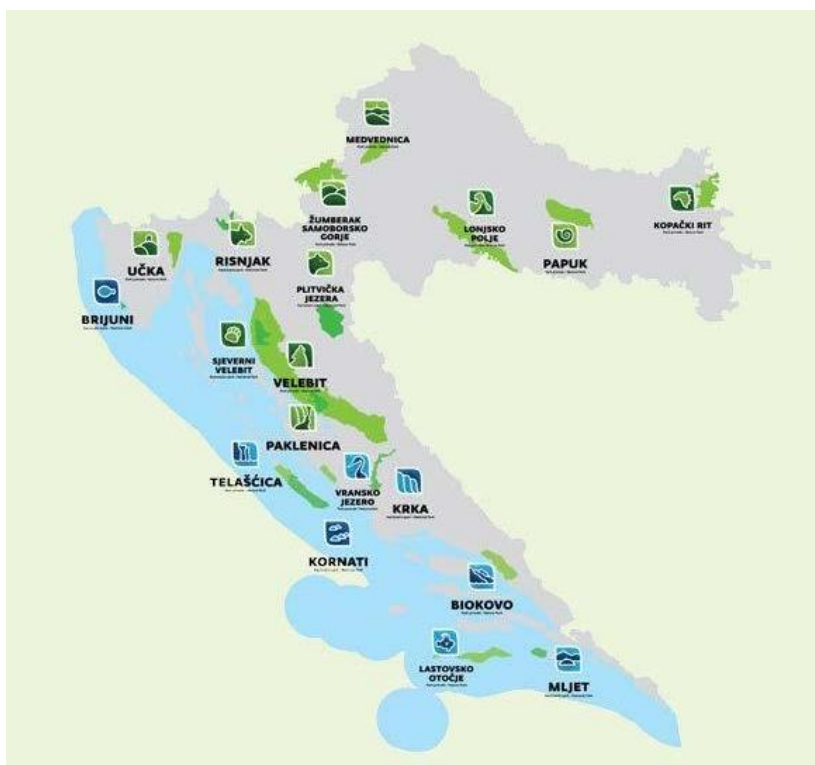 MEDVEDNICA
ŽUMBERAK
SAMOBORSKO
GORJE
LONJSKO
POLJE
PAPUK
KOPAČKI RIT
UČKA
RISNJAK
PLITVIČKA
JEZERA
BRIJUNI
SJEVERNI
VELEBIT
VELEBIT
PAKLENICA
TELAŠĆICA
VRANSKO
JEZERO
KRKA
KORNATI
BIOKOVO
LASTOVSKO
OTOČJE
MLJET